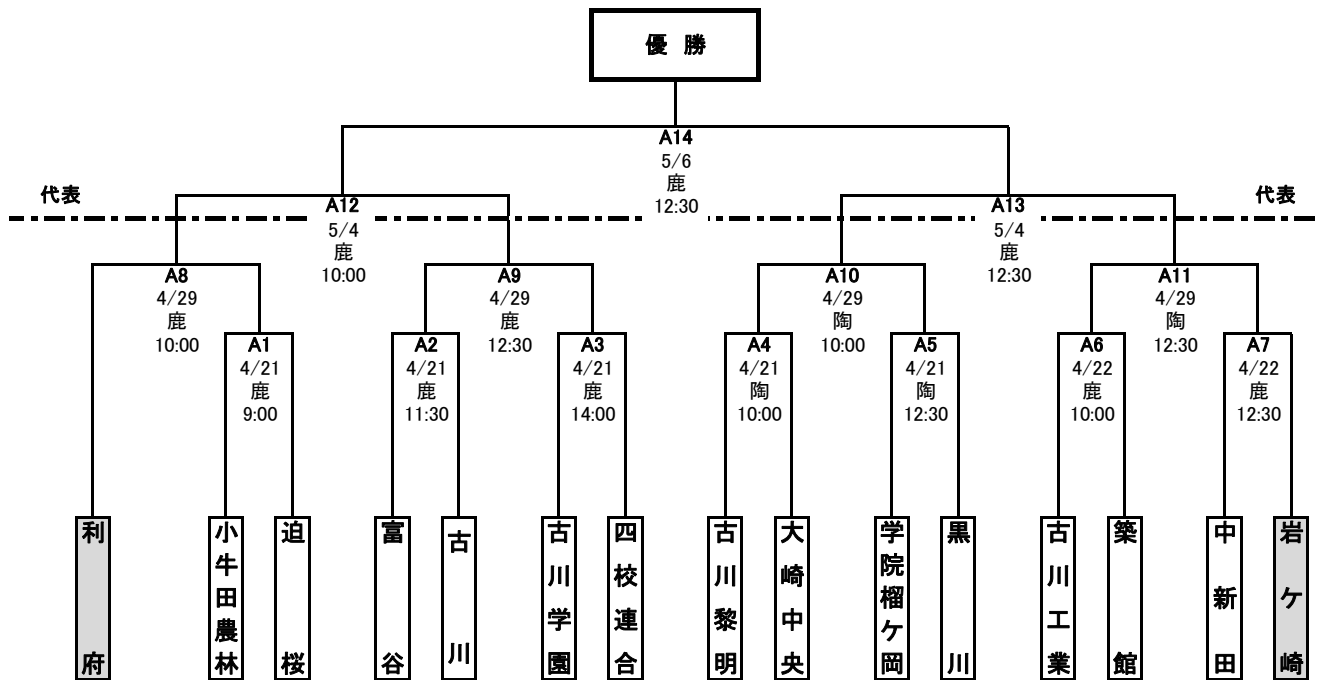 優 勝
A14
5/6
鹿
12:30
代表
代表
A12
5/4
鹿
10:00
A13
5/4
鹿
12:30
A8
4/29
鹿
10:00
A9
4/29
鹿
12:30
A10
4/29
陶
10:00
A11
4/29
陶
12:30
A1
4/21
鹿
9:00
A2
4/21
鹿
11:30
A3
4/21
鹿
14:00
A4
4/21
陶
10:00
A5
4/21
陶
12:30
A6
4/22
鹿
10:00
A7
4/22
鹿
12:30
利府
小牛田農林
迫桜
富谷
古川
古川学園
四校連合
古川黎明
大崎中央
学院榴ケ岡
黒川
古川工業
築館
中新田
岩ケ崎